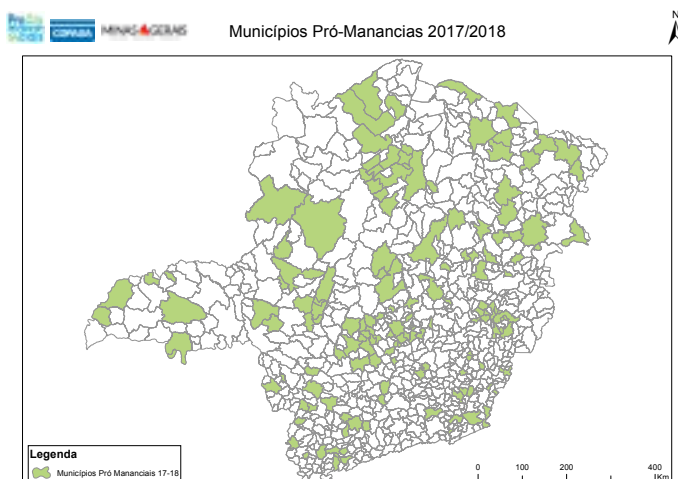 COPASA
MINAS GERAIS
Municípios Pró-Manancias 2017/2018
N
Legenda
Municípios Pró Mananciais 17-18
0 100 200 400
Km